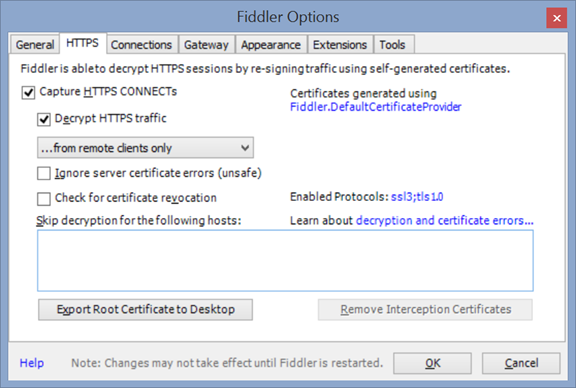 Fiddler Options
General HTTPS Connections Gateway Appearance Extensions Tools
Fiddler is able to decrypt HTTPS sessions by re-signing traffic using self-generated certificates.
Capture HTTPS CONNECTs
Certificates generated using
Fiddler.DefaultCertificateProvider
Decrypt HTTPS traffic
...from remote clients only
Ignore server certificate errors (unsafe)
Check for certificate revocation
Enabled Protocols: ssl3;tls1.0
Skip decryption for the following hosts:
Learn about decryption and certificate errors...
Export Root Certificate to Desktop
Remove Interception Certificates
Help
Note: Changes may not take effect until Fiddler is restarted.
OK
Cancel